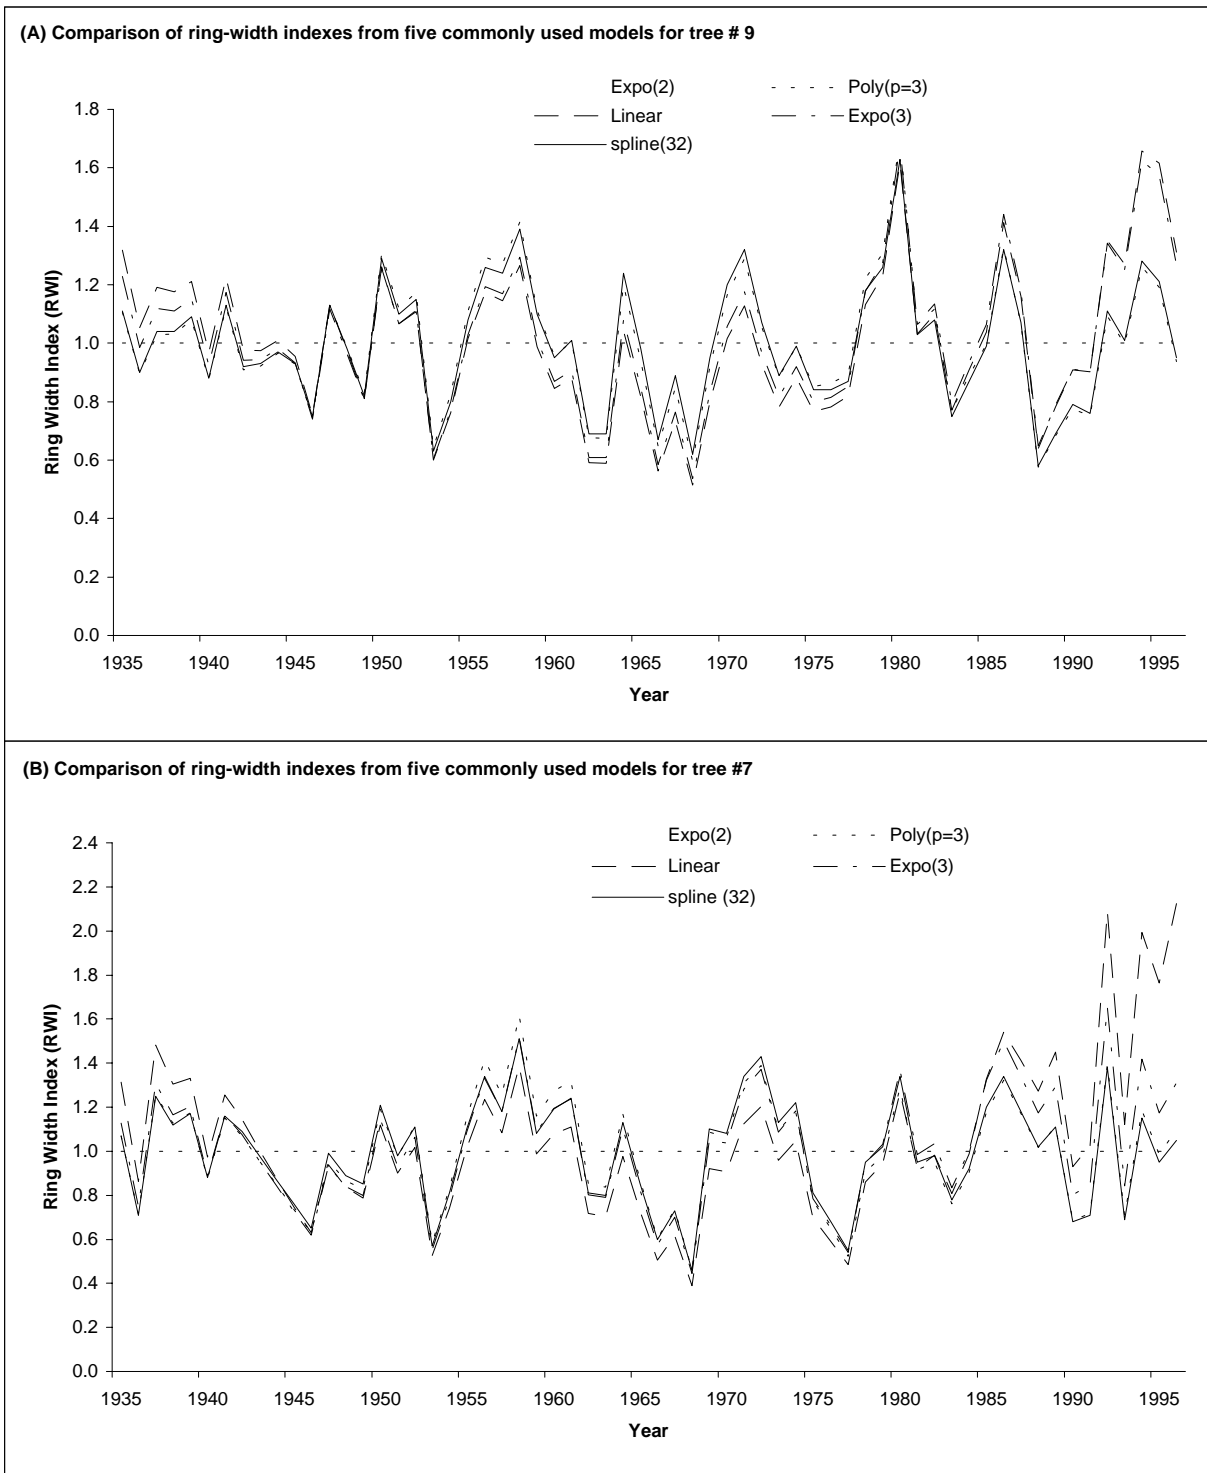 (A) Comparison of ring-width indexes from five commonly used models for tree # 9
Expo(2) Poly(p=3)
Linear Expo(3)
spline(32)
Ring Width Index (RWI)
1.8
1.6
1.4
1.2
1.0
0.8
0.6
0.4
0.2
0.0
1935 1940 1945 1950 1955 1960 1965 1970 1975 1980 1985 1990 1995
Year
(B) Comparison of ring-width indexes from five commonly used models for tree #7
Expo(2) Poly(p=3)
Linear Expo(3)
spline (32)
Ring Width Index (RWI)
2.4
2.2
2.0
1.8
1.6
1.4
1.2
1.0
0.8
0.6
0.4
0.2
0.0
1935 1940 1945 1950 1955 1960 1965 1970 1975 1980 1985 1990 1995
Year